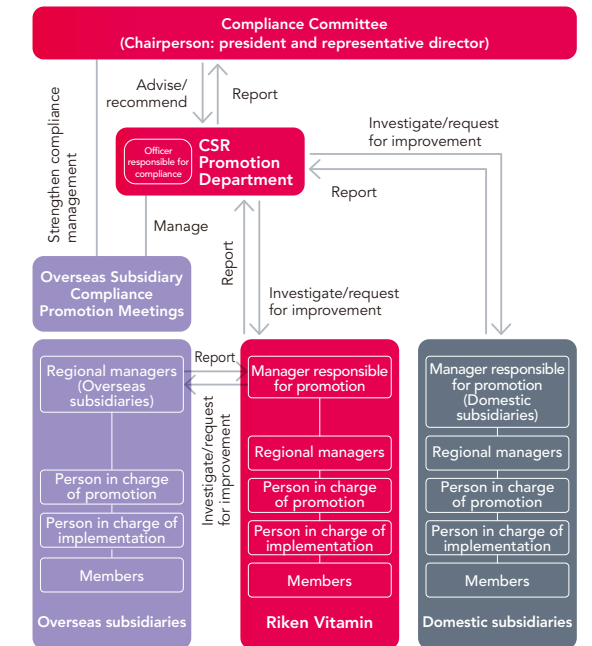 Compliance Committee
(Chairperson: president and representative director)
Advise/
recommend
Report
Investigate/request
for improvement
Officer
responsible for
compliance
CSR
Promotion
Department
Report
Strengthen compliance
management
Manage
Report
Overseas Subsidiary
Compliance
Promotion Meetings
Investigate/request
for improvement
Regional managers
(Overseas
subsidiaries)
Report
Investigate/request
for improvement
Manager responsible
for promotion
Manager responsible
for promotion
(Domestic
subsidiaries)
Regional managers
Regional managers
Person in charge
of promotion
Person in charge
of promotion
Person in charge
of promotion
Person in charge of
implementation
Person in charge of
implementation
Person in charge of
implementation
Members
Members
Members
Overseas subsidiaries
Riken Vitamin
Domestic subsidiaries